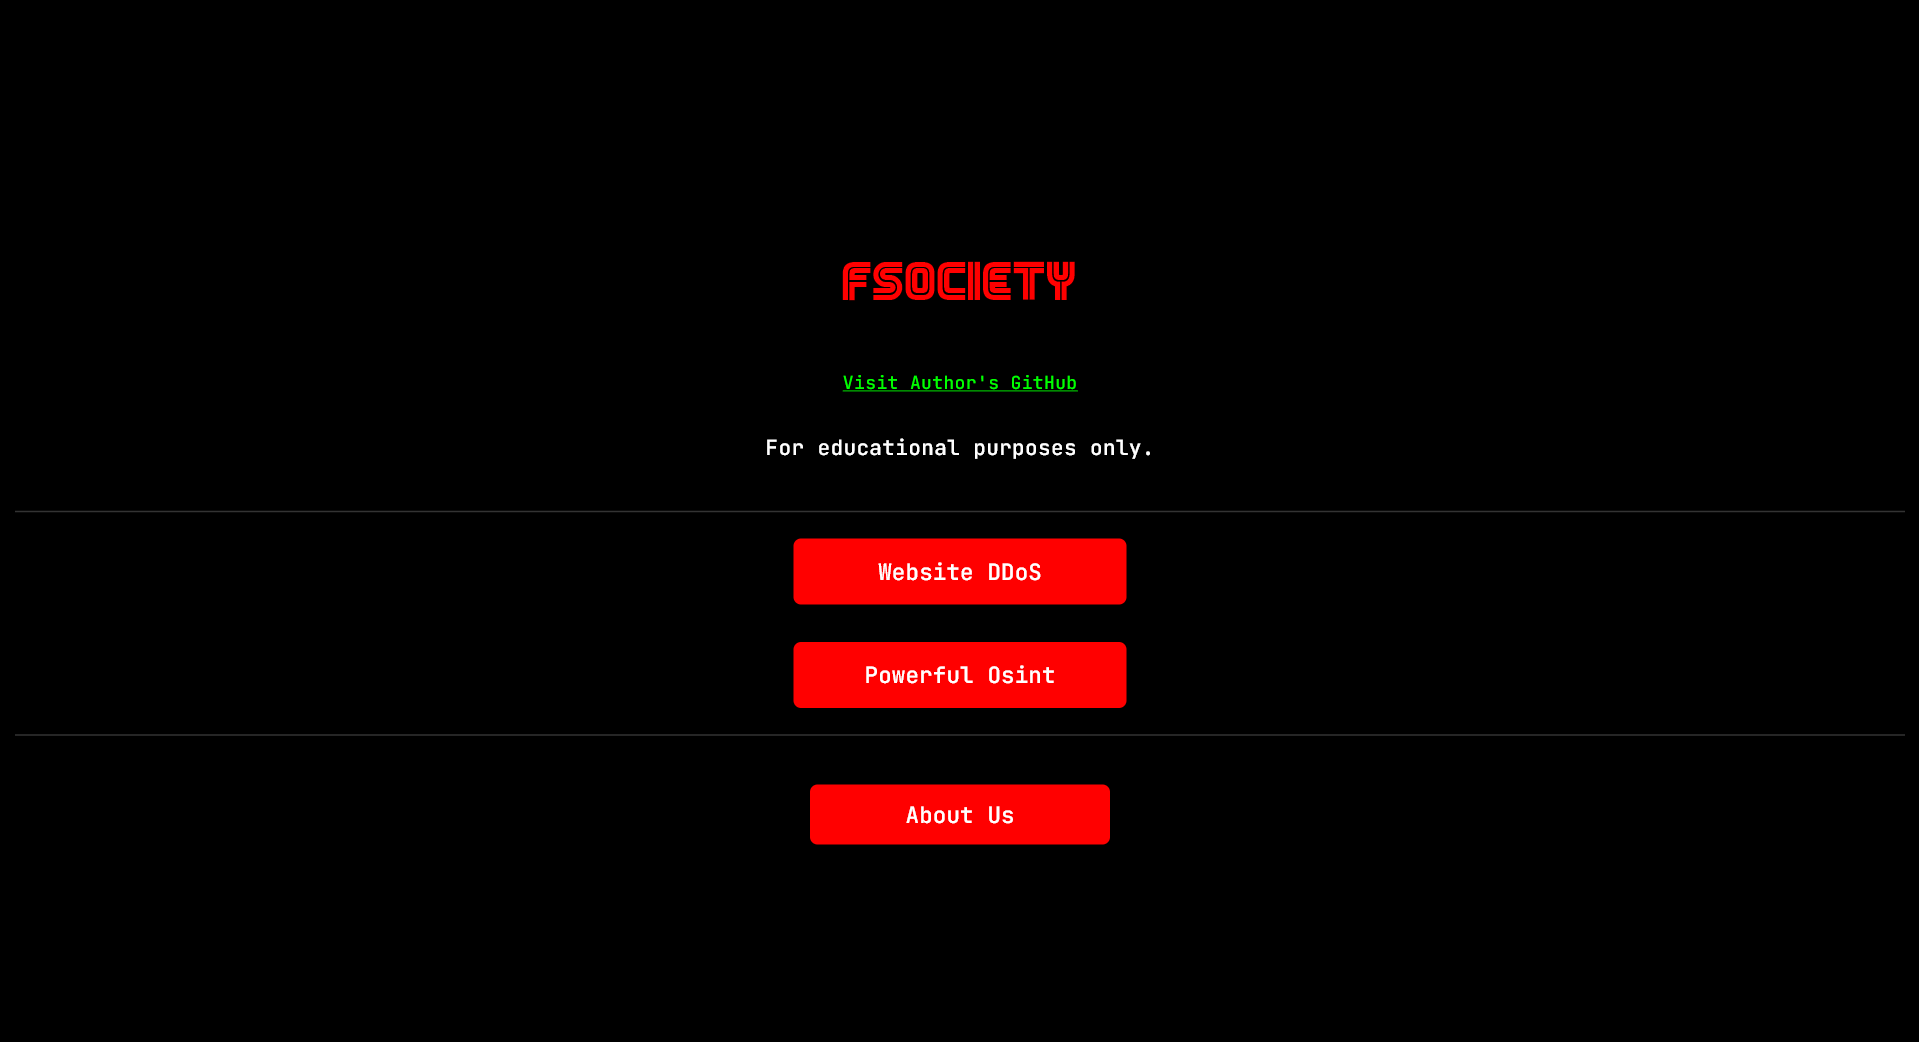 FSOCIETY
Visit Author's GitHub
For educational purposes only.
Website DDoS
Powerful Osint
About Us